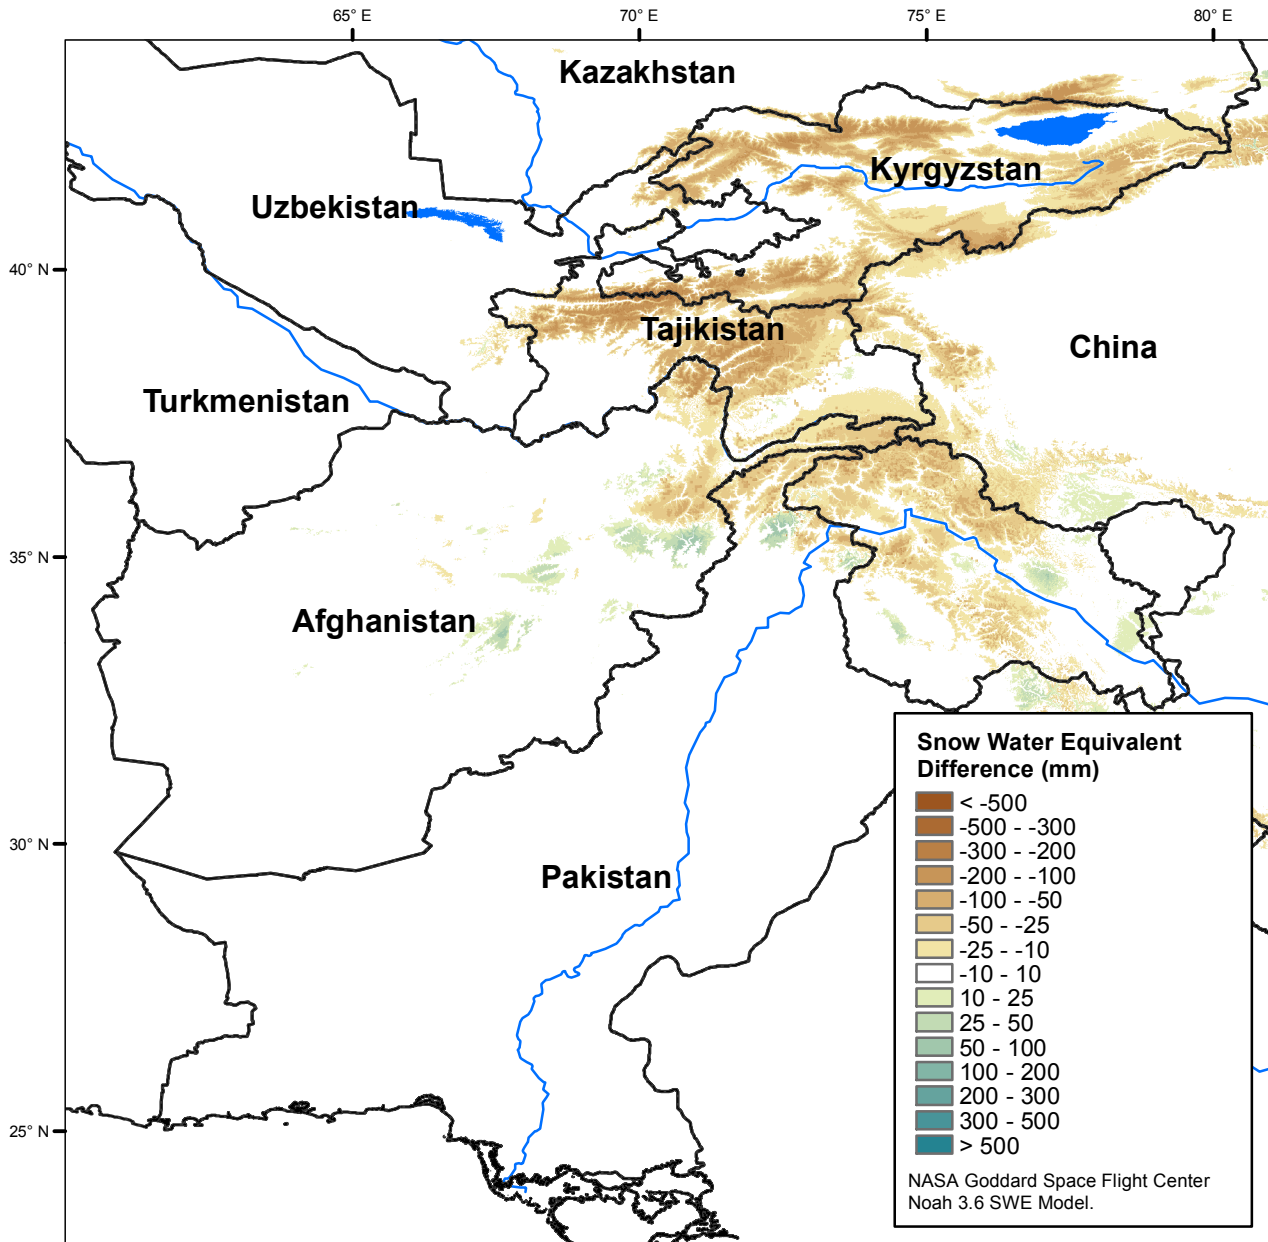 65° E
70° E
75° E
80° E
Kazakhstan
Kyrgyzstan
Uzbekistan
40° N
Tajikistan
China
Turkmenistan
35° N
Afghanistan
30° N
Pakistan
25° N
Snow Water Equivalent
Difference (mm)
< -500
-500 - -300
-300 - -200
-200 - -100
-100 - -50
-50 - -25
-25 - -10
-10 - 10
10 - 25
25 - 50
50 - 100
100 - 200
200 - 300
300 - 500
> 500
NASA Goddard Space Flight Center
Noah 3.6 SWE Model.